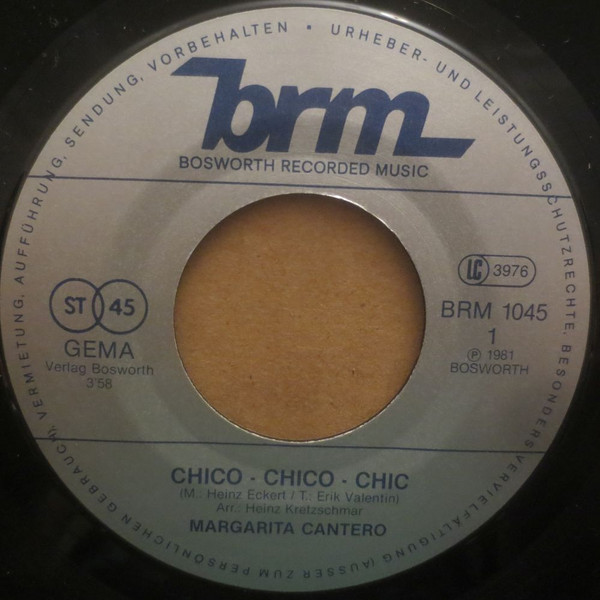 URHEBER- UND LEISTUNGSSCHUTZRECHTE, BESONDERS VERVIELFÄLTIGUNG (AUSSER ZUM PERSÖNLICHEN GEBRAUCH), VERMIETUNG, AUFFÜHRUNG, SENDUNG, VORBEHALTEN •
brm
BOSWORTH RECORDED MUSIC
ST 45
GEMA
Verlag Bosworth
3'58
LC 3976
BRM 1045
1
℗ 1981
BOSWORTH
CHICO - CHICO - CHIC
(M.: Heinz Eckert / T.: Erik Valentin)
Arr.: Heinz Kretzschmar
MARGARITA CANTERO